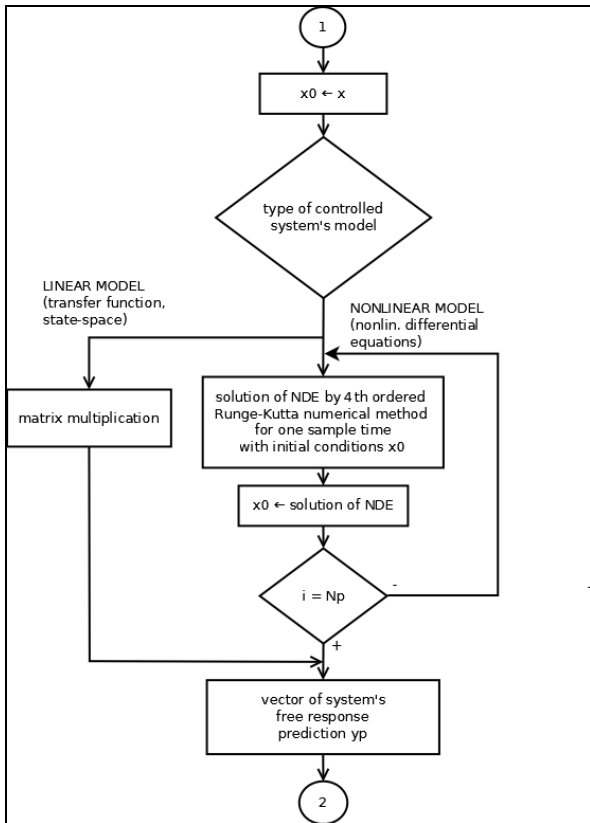 1
x0 ← x
type of controlled
system's model
LINEAR MODEL
(transfer function,
state-space)
NONLINEAR MODEL
(nonlin. differential
equations)
matrix multiplication
solution of NDE by 4th ordered
Runge-Kutta numerical method
for one sample time
with initial conditions x0
x0 ← solution of NDE
i = Np
-
+
vector of system's
free response
prediction yp
2